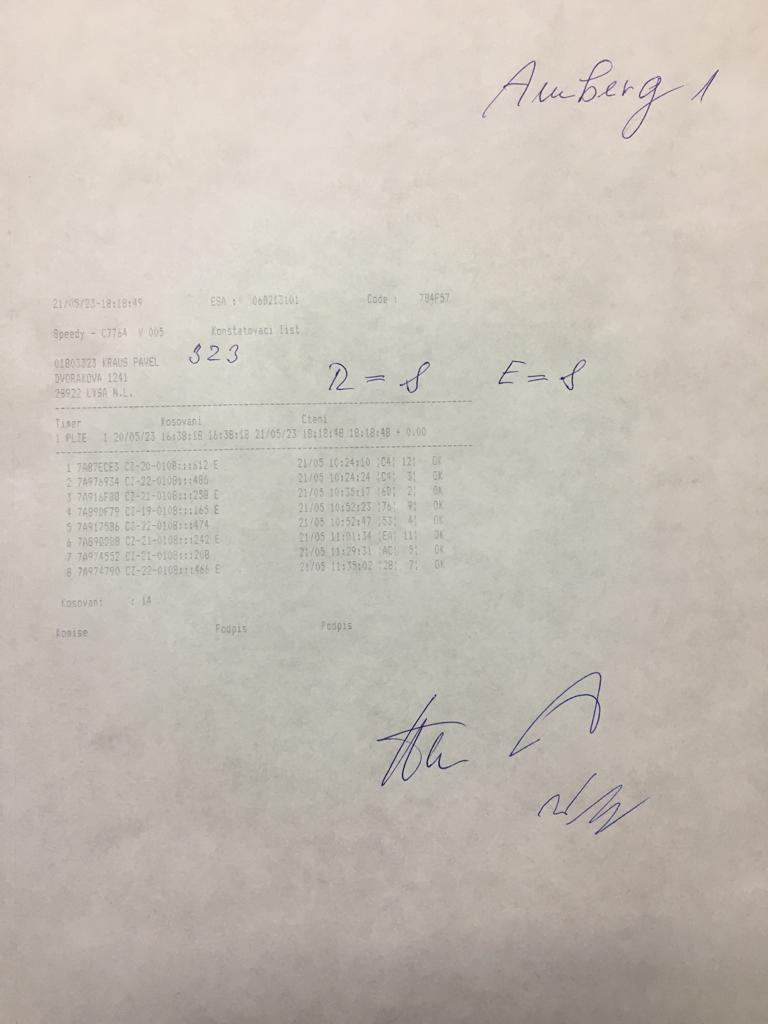 Amberg 1
21/05/23-18:18:49 ESA : 068213101 Code : 784F57
Speedy - C7764 V 005 Konstatovaci list
01803323 KRAUS PAVEL 323
DVORAKOVA 1241 R = 8 E = 8
28922 LYSA N.L.
Timer Kosovani Cteni
1 PLZE 1 20/05/23 16:38:18 16:38:18 21/05/23 18:18:48 18:18:48 + 0.00
1 7A87ECE3 CZ-20-0108:::612 E 21/05 10:24:10 :C4: 12: OK
2 7A976934 CZ-22-0108:::486 21/05 10:24:24 :C4: 3: OK
3 7A916F88 CZ-21-0108:::258 E 21/05 10:35:17 :6D: 2: OK
4 7A89DF79 CZ-19-0108:::165 E 21/05 10:52:23 :76: 9: OK
5 7A9175B6 CZ-22-0108:::474 21/05 10:52:47 :53: 4: OK
6 CZ-21-0108:::242 E 21/05 11:01:34 :EA: 11: OK
7 7A974552 CZ-21-0108:::208 21/05 11:29:31 :AC: 5: OK
8 7A974790 CZ-22-0108:::466 E 21/05 11:35:02 :28: 7: OK
Kosovani : 14
Komise Podpis Podpis